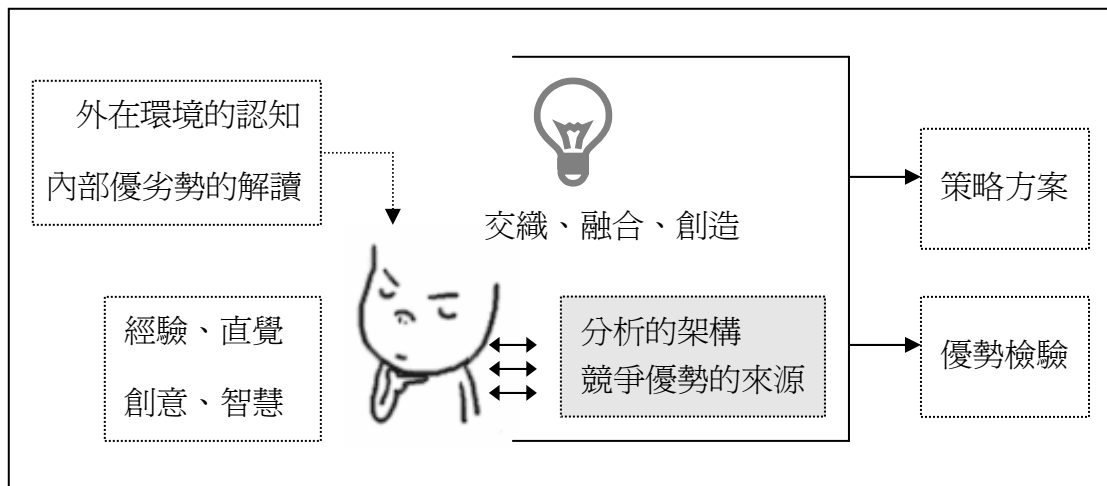 外在環境的認知
內部優劣勢的解讀
交織、融合、創造
經驗、直覺
創意、智慧
分析的架構
競爭優勢的來源
策略方案
優勢檢驗